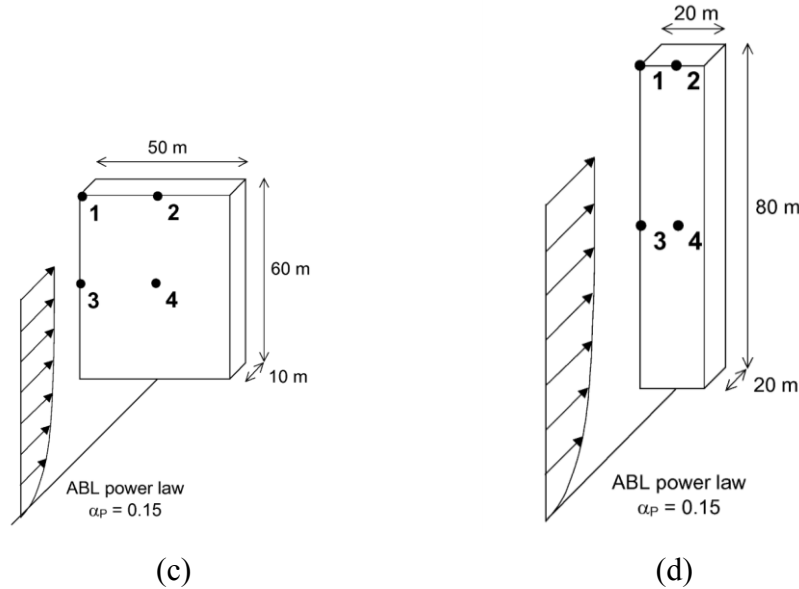 50 m
1
2
3
4
60 m
10 m
ABL power law
αP = 0.15
(c)
20 m
1
2
3
4
80 m
20 m
ABL power law
αP = 0.15
(d)